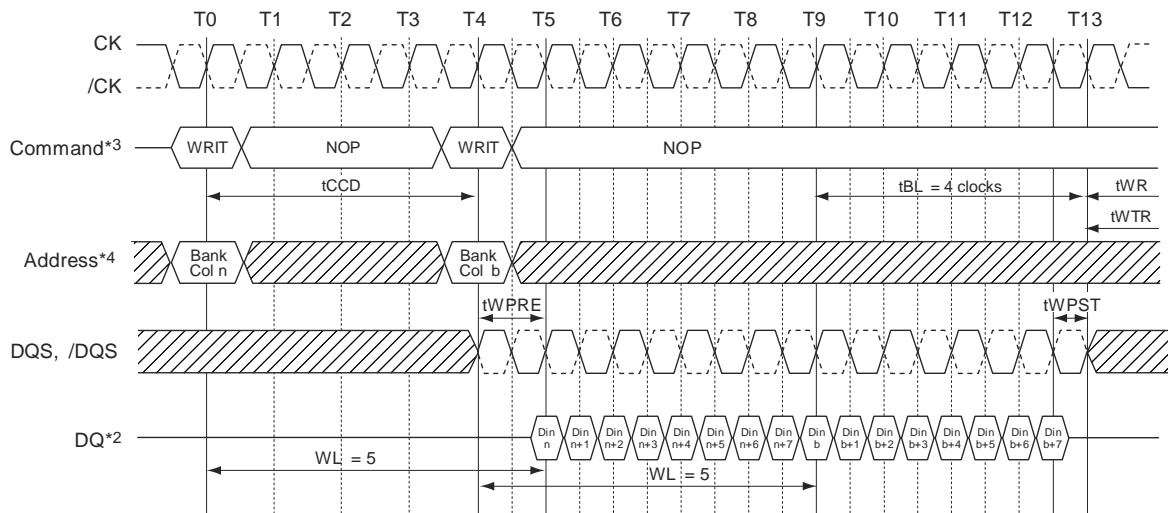 T0 T1 T2 T3 T4 T5 T6 T7 T8 T9 T10 T11 T12 T13
CK
/CK
Command*3 WRIT NOP WRIT NOP
tCCD tBL = 4 clocks tWR
tWTR
Address*4 Bank Col n Bank Col b
tWPRE tWPST
DQS, /DQS
DQ*2 Din n Din n+1 Din n+2 Din n+3 Din n+4 Din n+5 Din n+6 Din n+7 Din b Din b+1 Din b+2 Din b+3 Din b+4 Din b+5 Din b+6 Din b+7
WL = 5
WL = 5